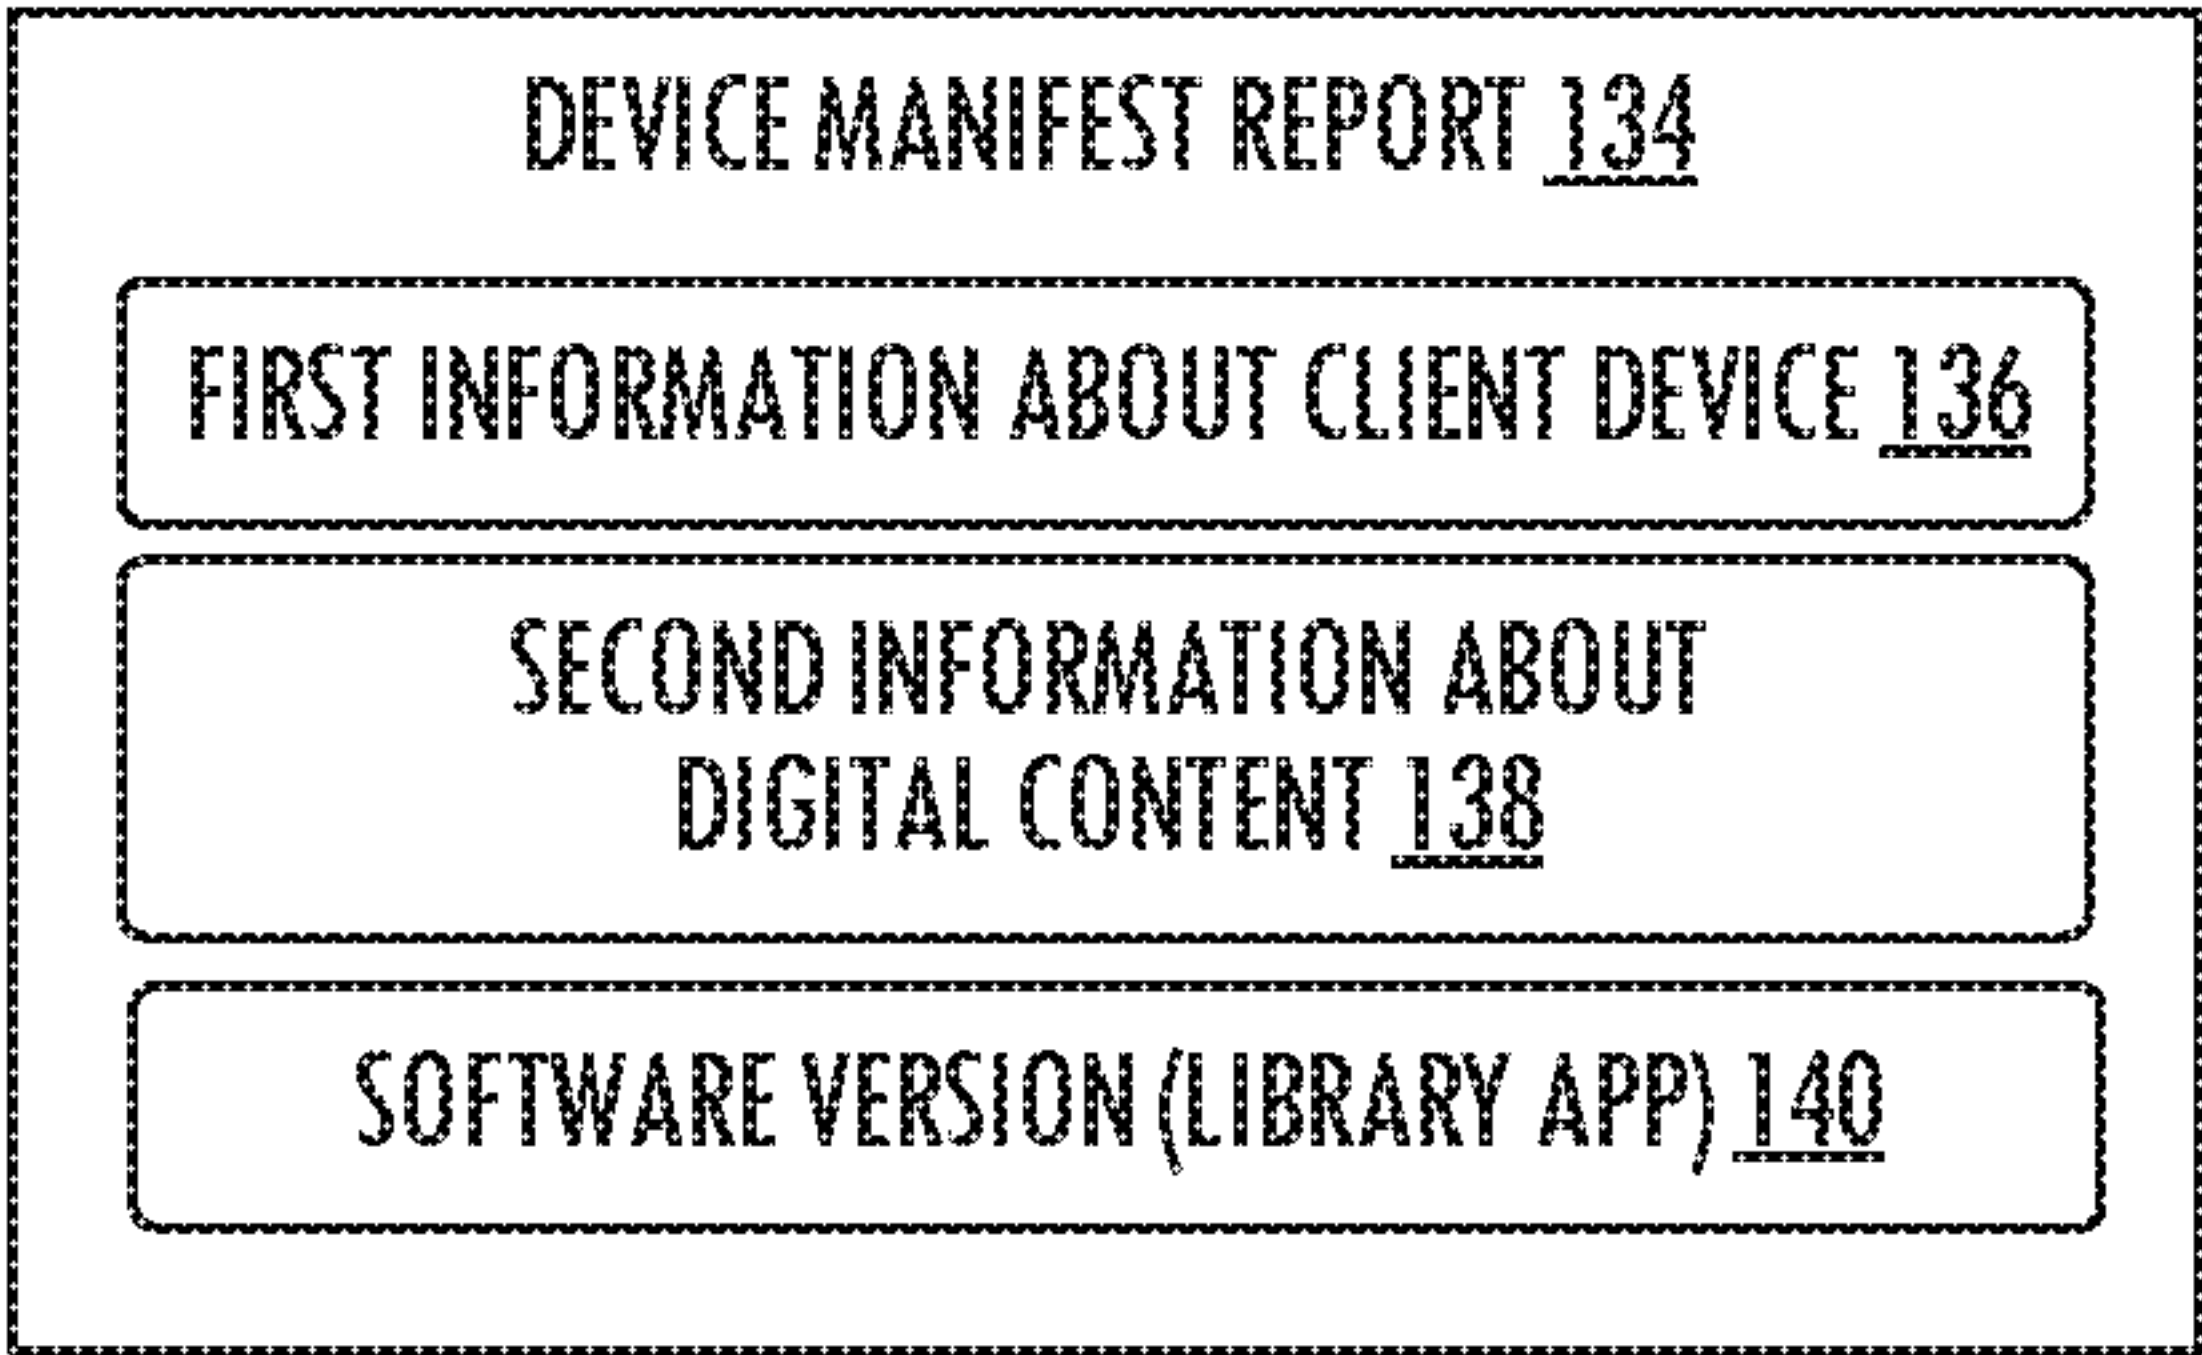 DEVICE MANIFEST REPORT 134
FIRST INFORMATION ABOUT CLIENT DEVICE 136
SECOND INFORMATION ABOUT
DIGITAL CONTENT 138
SOFTWARE VERSION (LIBRARY APP) 140